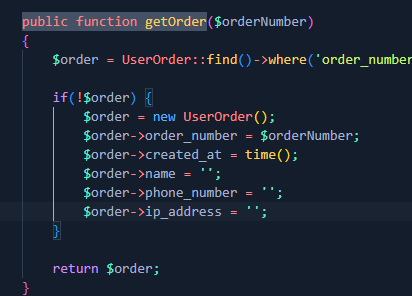 public function getOrder($orderNumber)
{
$order = UserOrder::find()->where('order_number
if(!$order) {
$order = new UserOrder();
$order->order_number = $orderNumber;
$order->created_at = time();
$order->name = '';
$order->phone_number = '';
$order->ip_address = '';
}
return $order;
}